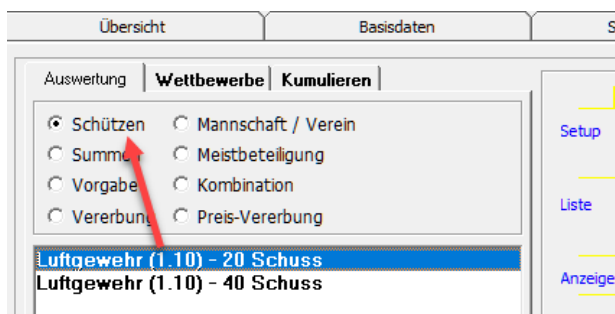 Übersicht Basisdaten S
Auswertung Wettbewerbe Kumulieren
Schützen Mannschaft / Verein
Setup
Summen Meistbeteiligung
Vorgabe Kombination
Liste
Vererbung Preis-Vererbung
Luftgewehr (1.10) - 20 Schuss
Anzeige
Luftgewehr (1.10) - 40 Schuss